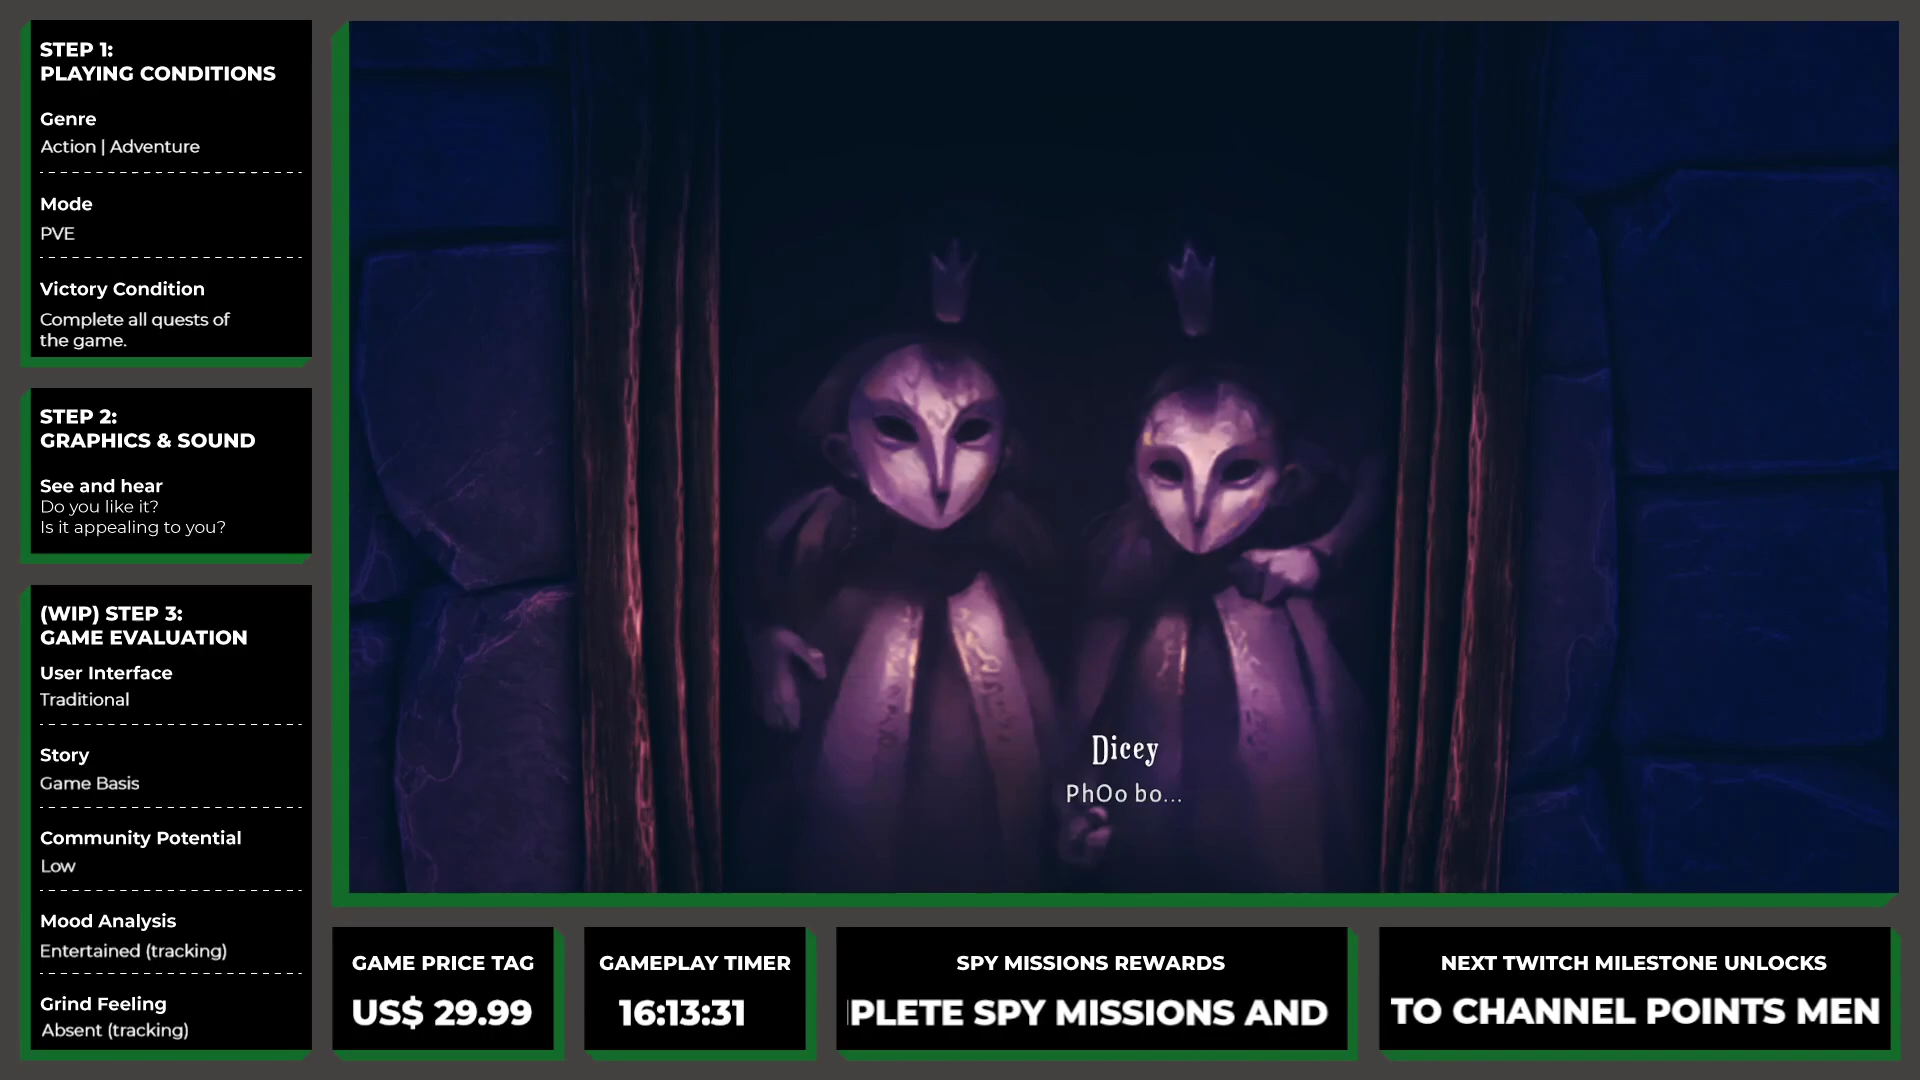 STEP 1:
PLAYING CONDITIONS
Genre
Action | Adventure
Mode
PVE
Victory Condition
Complete all quests of
the game.
STEP 2:
GRAPHICS & SOUND
See and hear
Do you like it?
Is it appealing to you?
(WIP) STEP 3:
GAME EVALUATION
User Interface
Traditional
Story
Game Basis
Community Potential
Low
Mood Analysis
Entertained (tracking)
Grind Feeling
Absent (tracking)
Dicey
PhOo bo...
GAME PRICE TAG
US$ 29.99
GAMEPLAY TIMER
16:13:31
SPY MISSIONS REWARDS
PLETE SPY MISSIONS AND
NEXT TWITCH MILESTONE UNLOCKS
TO CHANNEL POINTS MEN